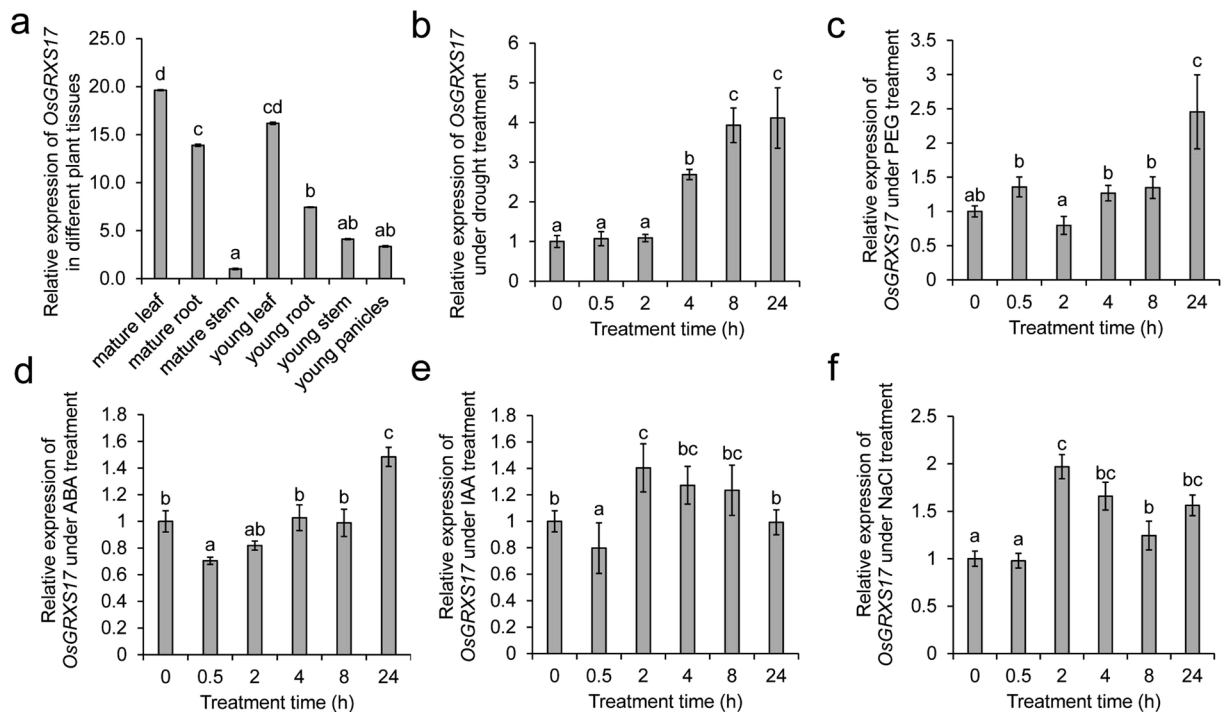 a
Relative expression of OsGRXS17
in different plant tissues
25.0
20.0
15.0
10.0
5.0
0.0
d
c
a
cd
b
ab
ab
mature leaf
mature root
mature stem
young leaf
young root
young stem
young panicles
b
Relative expression of OsGRXS17
under drought treatment
6
5
4
3
2
1
0
a
a
a
b
c
c
0 0.5 2 4 8 24
Treatment time (h)
c
Relative expression of
OsGRXS17 under PEG treatment
3.5
3
2.5
2
1.5
1
0.5
0
ab
b
a
b
b
c
0 0.5 2 4 8 24
Treatment time (h)
d
Relative expression of
OsGRXS17 under ABA treatment
1.8
1.6
1.4
1.2
1
0.8
0.6
0.4
0.2
0
b
a
ab
b
b
c
0 0.5 2 4 8 24
Treatment time (h)
e
Relative expression of
OsGRXS17 under IAA treatment
1.8
1.6
1.4
1.2
1
0.8
0.6
0.4
0.2
0
b
a
c
bc
bc
b
0 0.5 2 4 8 24
Treatment time (h)
f
Relative expression of
OsGRXS17 under NaCl treatment
2.5
2
1.5
1
0.5
0
a
a
c
bc
b
bc
0 0.5 2 4 8 24
Treatment time (h)